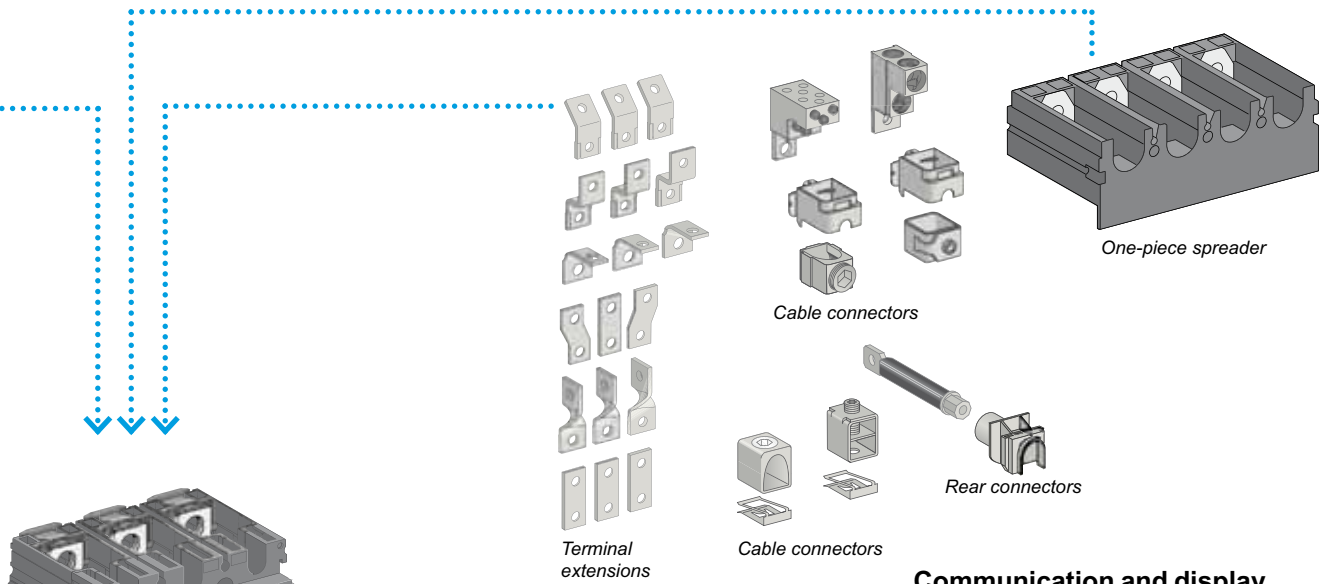 One-piece spreader
Cable connectors
Rear connectors
Terminal
extensions
Cable connectors
Communication and display